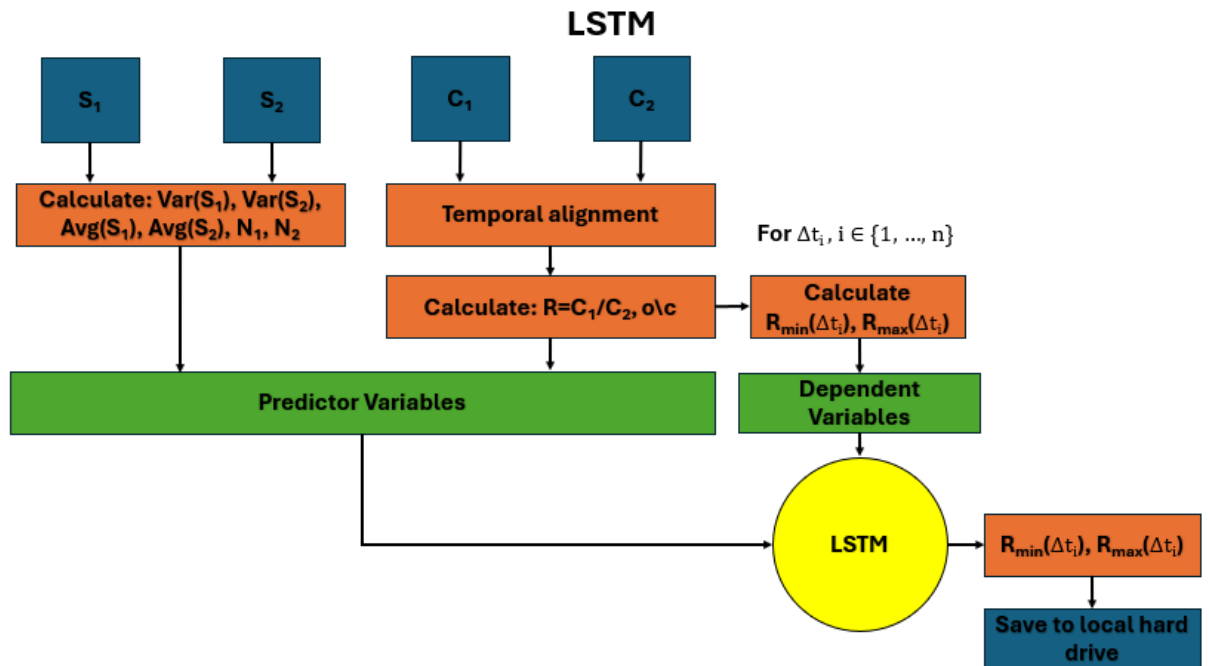 LSTM
S₁
S₂
C₁
C₂
Calculate: Var(S₁), Var(S₂),
Avg(S₁), Avg(S₂), N₁, N₂
Temporal alignment
For Δtᵢ , i ∈ {1, …, n}
Calculate: R=C₁/C₂, o\c
Calculate
Rmin(Δtᵢ), Rmax(Δtᵢ)
Predictor Variables
Dependent
Variables
LSTM
Rmin(Δtᵢ), Rmax(Δtᵢ)
Save to local hard
drive